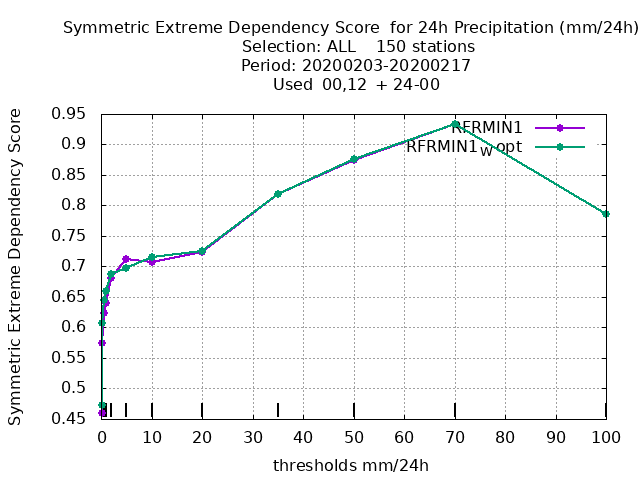 Symmetric Extreme Dependency Score  for 24h Precipitation (mm/24h)
Selection: ALL    150 stations
Period: 20200203-20200217
Used  00,12  + 24-00
Symmetric Extreme Dependency Score
0.95
0.9
0.85
0.8
0.75
0.7
0.65
0.6
0.55
0.5
0.45
RFRMIN1
RFRMIN1w opt
0 10 20 30 40 50 60 70 80 90 100
thresholds mm/24h